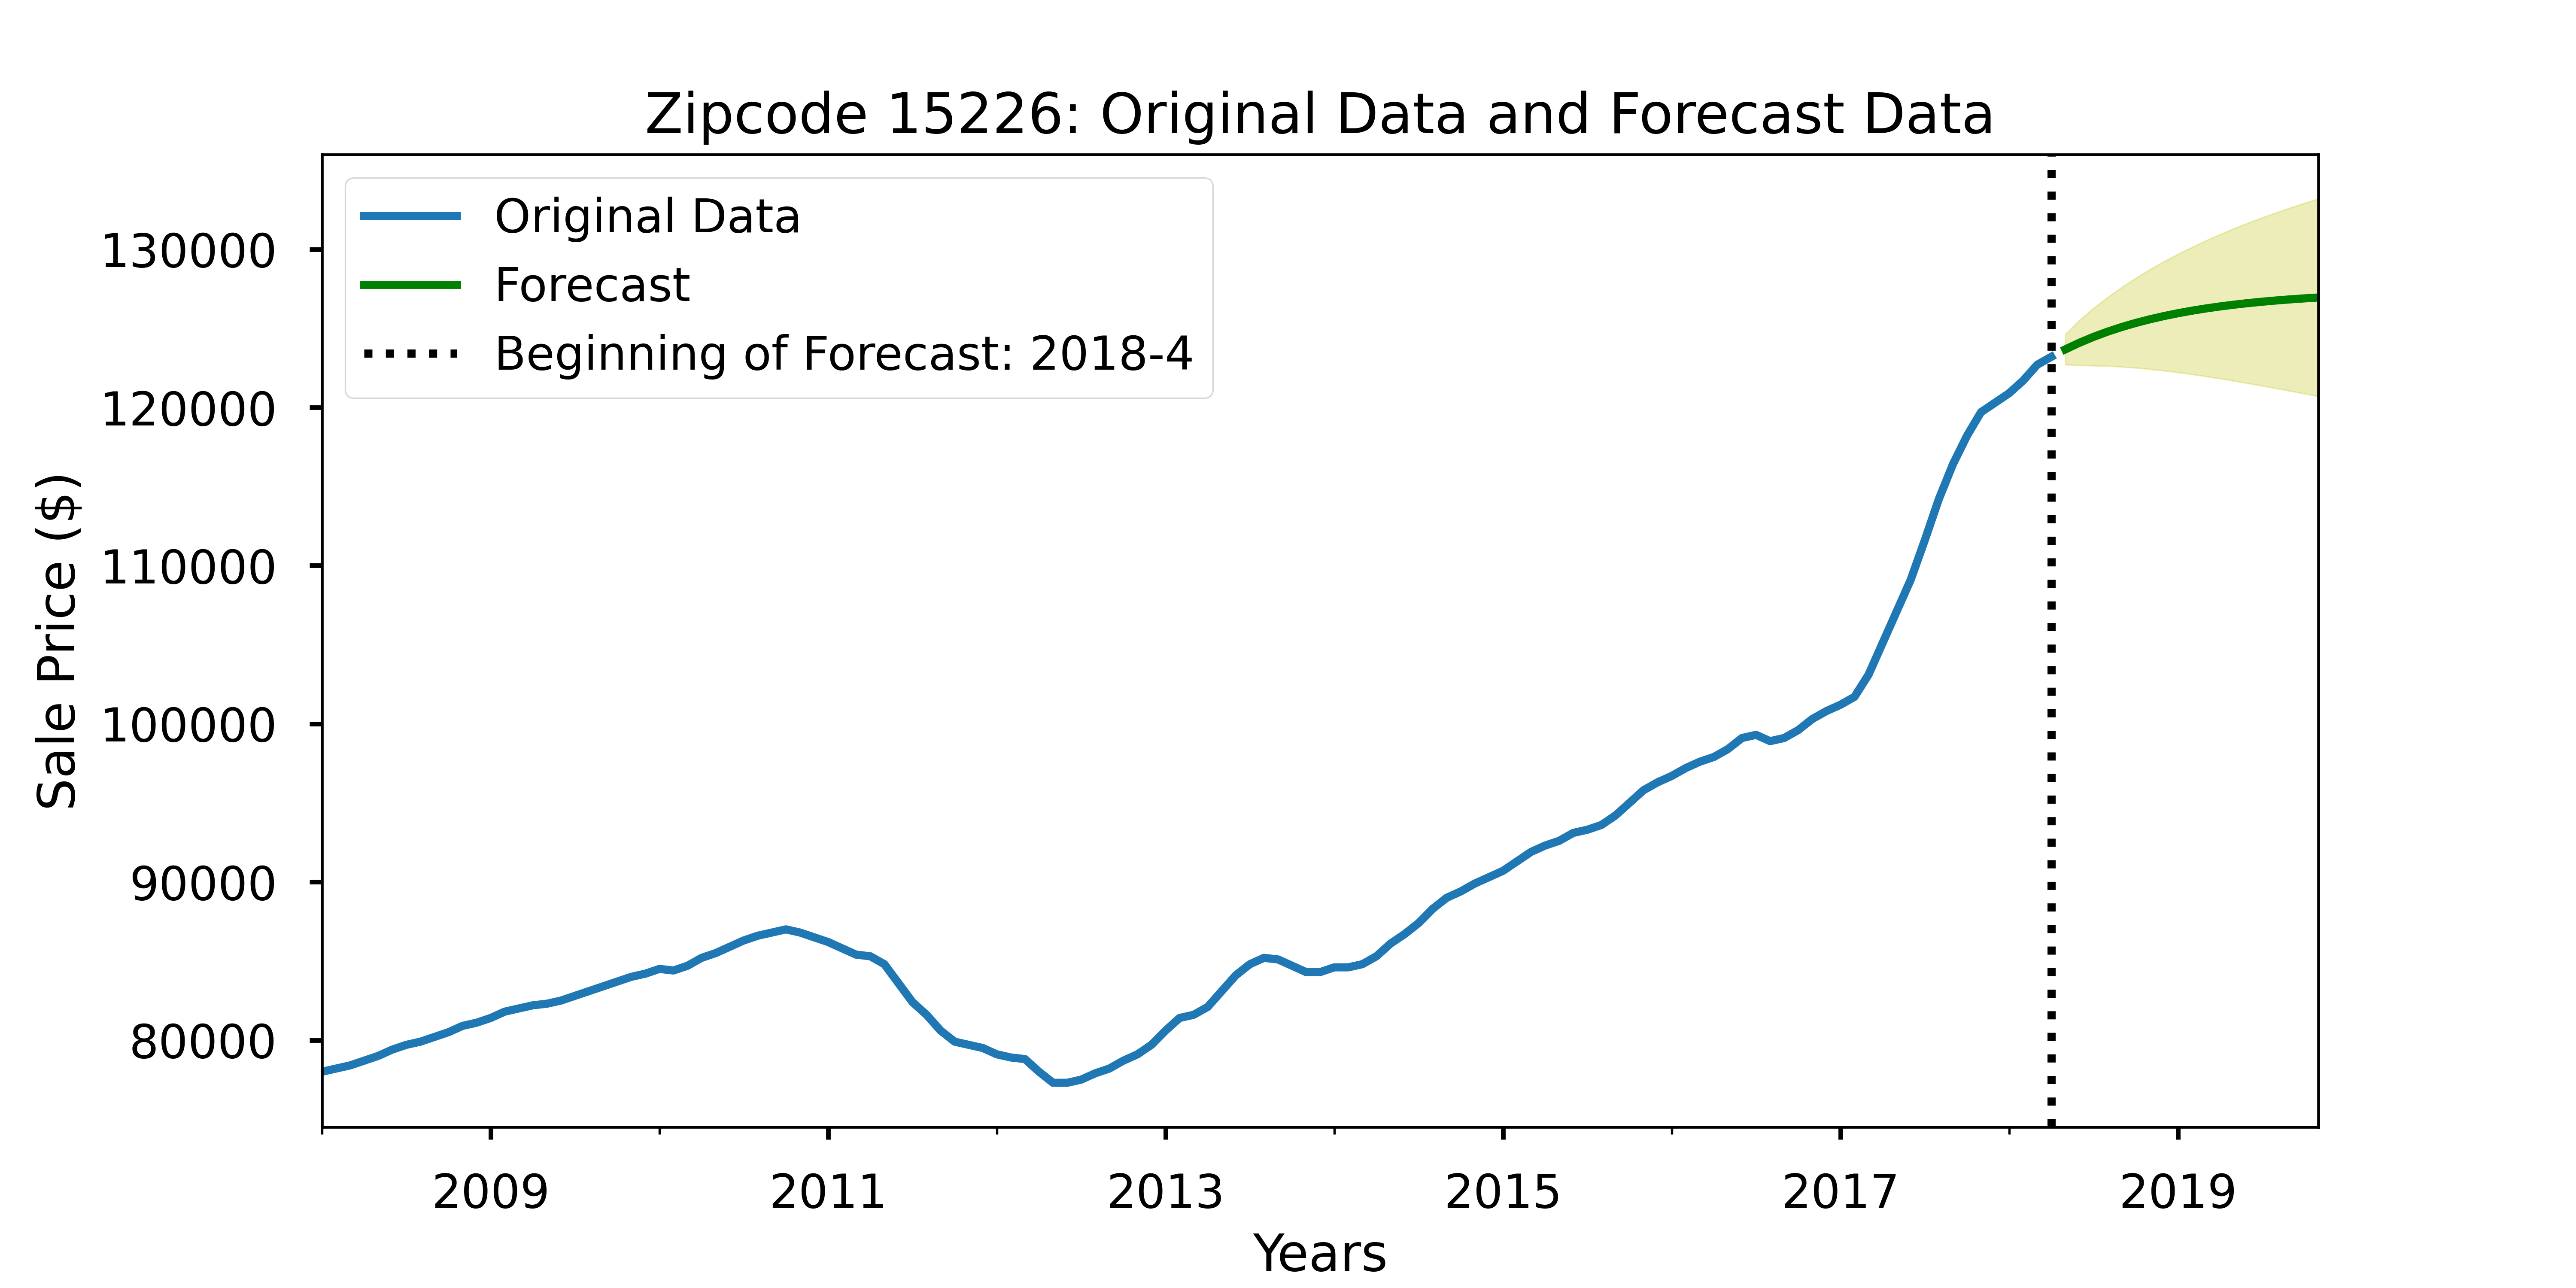 Zipcode 15226: Original Data and Forecast Data
Original Data
Forecast
Beginning of Forecast: 2018-4
130000
120000
110000
100000
90000
80000
Sale Price ($)
2009 2011 2013 2015 2017 2019
Years